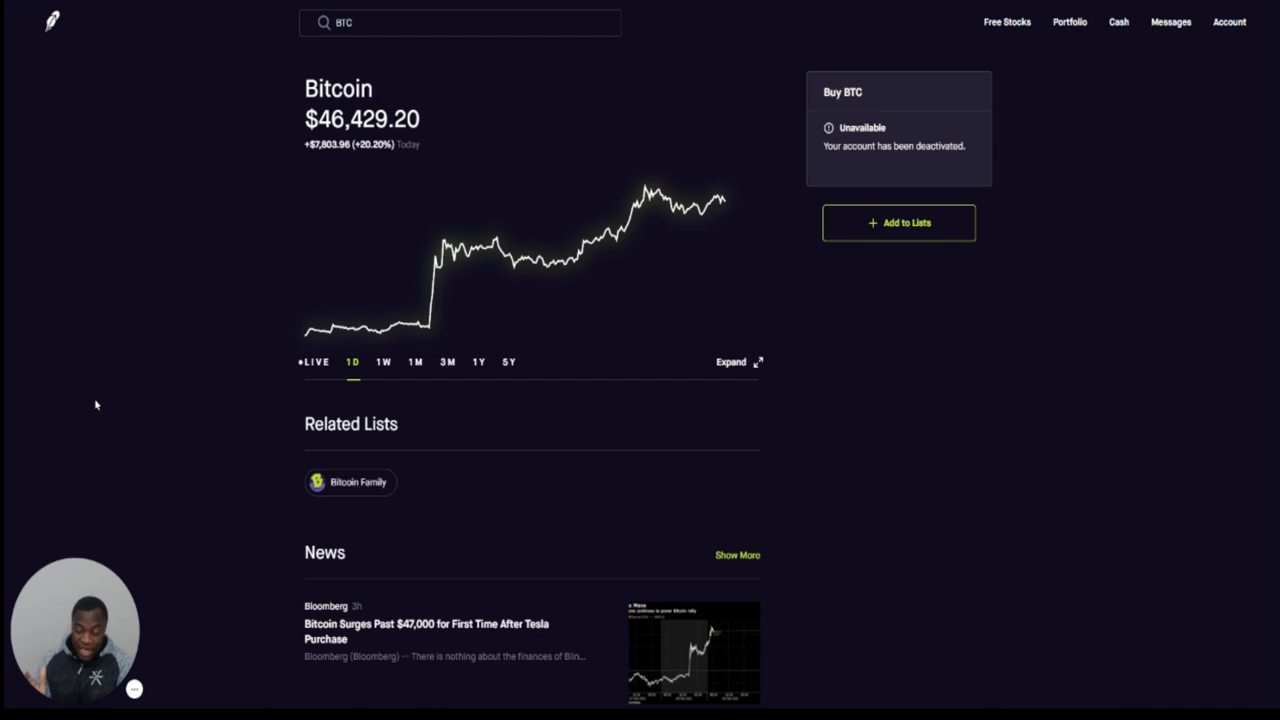 BTC
Free Stocks Portfolio Cash Messages Account
Bitcoin
$46,429.20
+$7,803.96 (+20.20%) Today
Buy BTC
Unavailable
Your account has been deactivated.
+ Add to Lists
LIVE 1D 1W 1M 3M 1Y 5Y Expand
Related Lists
Bitcoin Family
News
Show More
Bloomberg 3h
Bitcoin Surges Past $47,000 for First Time After Tesla
Purchase
Bloomberg (Bloomberg) -- There is nothing about the finances of Blin...